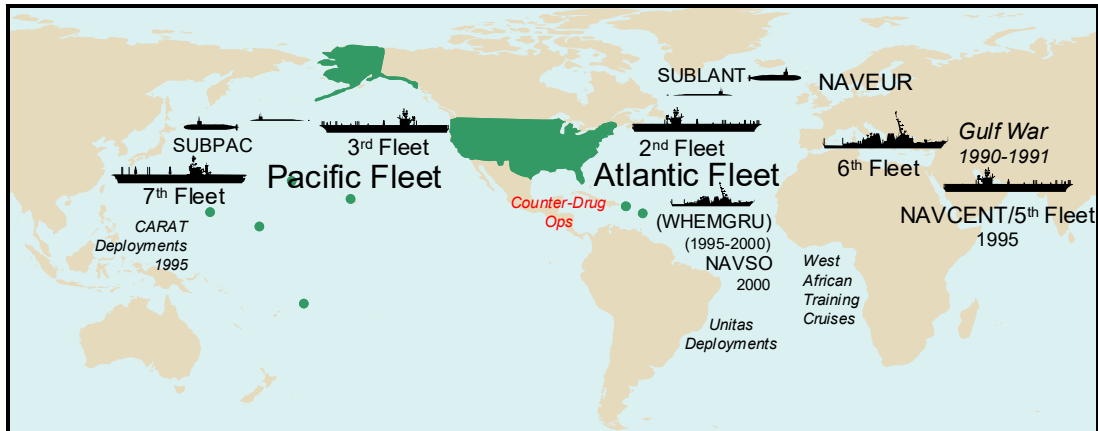 SUBLANT
NAVEUR
SUBPAC
3rd Fleet
2nd Fleet
6th Fleet
Gulf War
1990-1991
7th Fleet
Pacific Fleet
Atlantic Fleet
Counter-Drug
Ops
(WHEMGRU)
(1995-2000)
NAVSO
2000
NAVCENT/5th Fleet
1995
CARAT
Deployments
1995
West
African
Training
Cruises
Unitas
Deployments